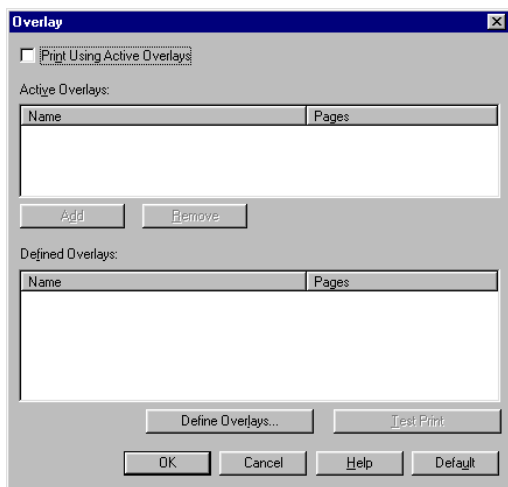 Overlay
Print Using Active Overlays
Active Overlays:
Name Pages
Add Remove
Defined Overlays:
Name Pages
Define Overlays... Test Print
OK Cancel Help Default